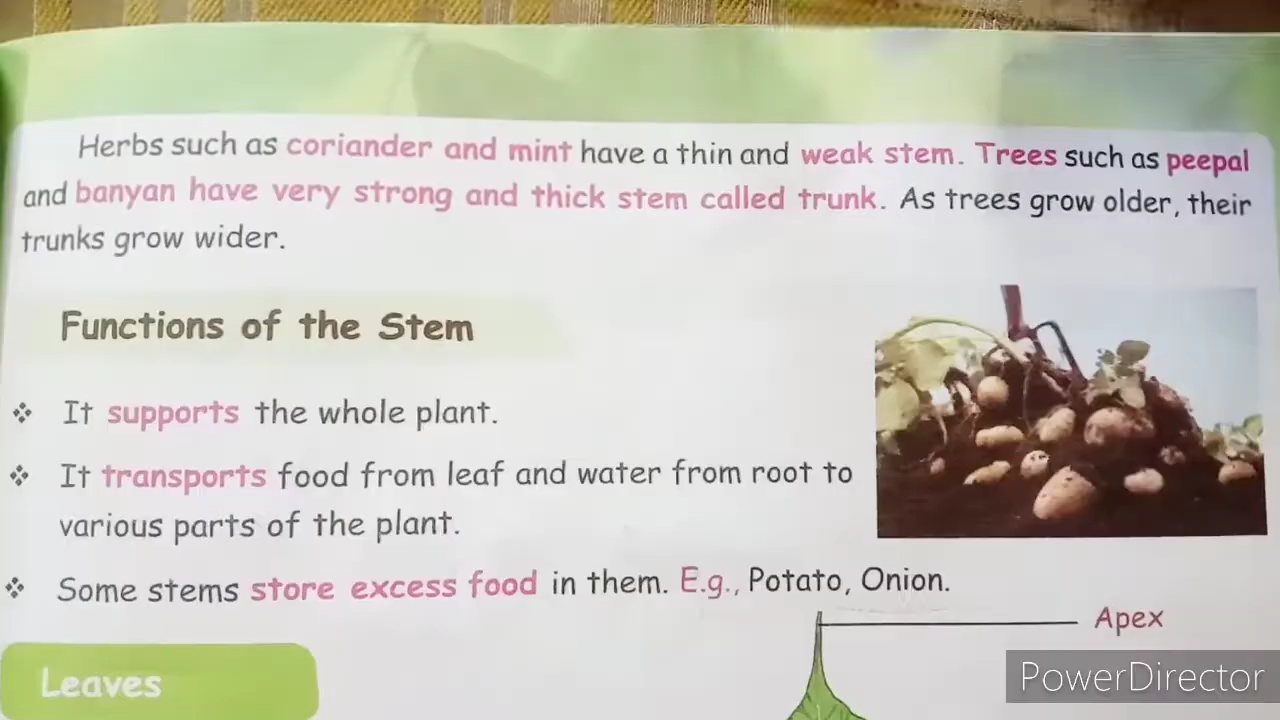 Herbs such as coriander and mint have a thin and weak stem. Trees such as peepal
and banyan have very strong and thick stem called trunk. As trees grow older, their
trunks grow wider.
Functions of the Stem
❖ It supports the whole plant.
❖ It transports food from leaf and water from root to
various parts of the plant.
❖ Some stems store excess food in them. E.g., Potato, Onion.
Apex
Leaves
PowerDirector